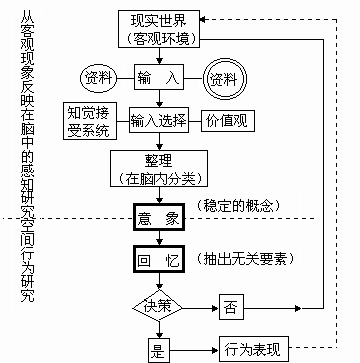 从客观现象反映在脑中的感知研究空间行为研究
现实世界
(客观环境)
资料
输 入
资料
知觉接
受系统
输入选择
价值观
整理
(在脑内分类)
意 象
(稳定的概念)
回 忆
(抽出无关要素)
决策
否
是
行为表现